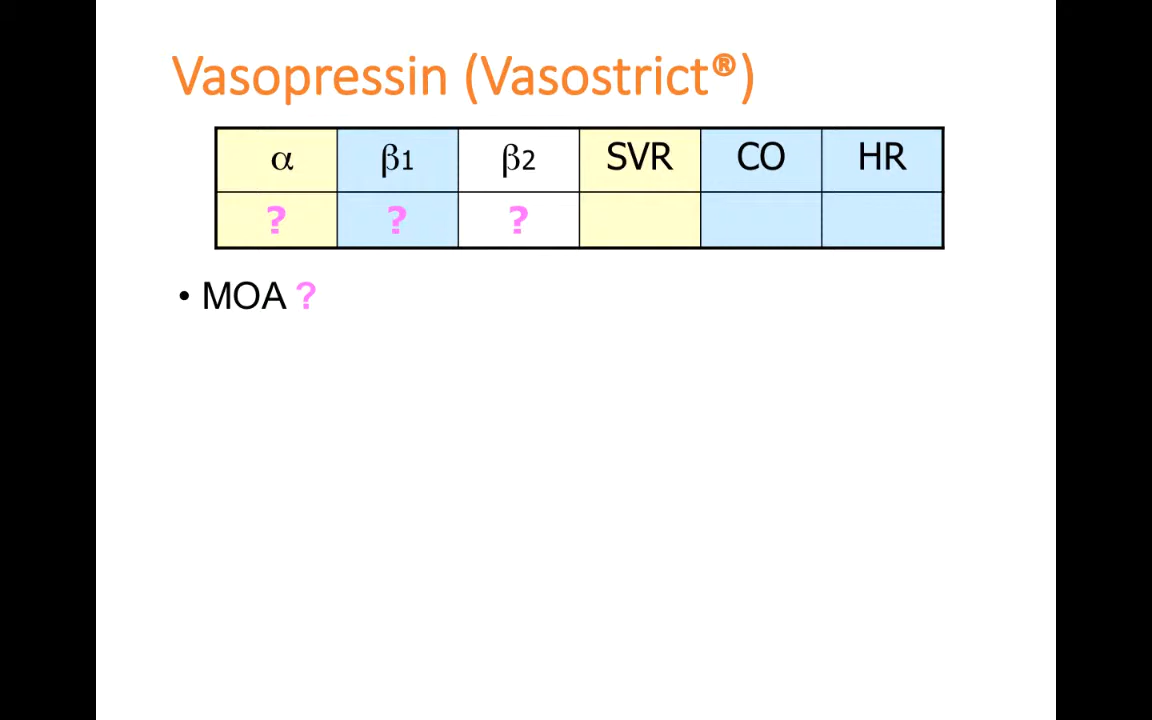 Vasopressin (Vasostrict®)
α β1 β2 SVR CO HR
? ? ?
• MOA ?